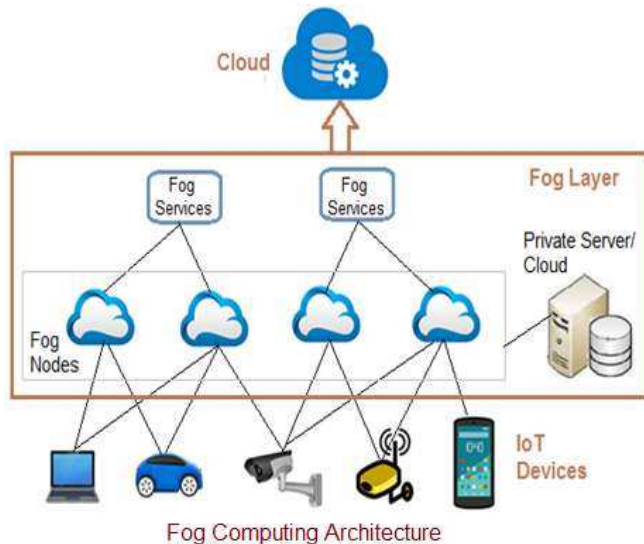 Cloud
Fog Layer
Fog
Services
Fog
Services
Private Server/
Cloud
Fog
Nodes
IoT
Devices
Fog Computing Architecture